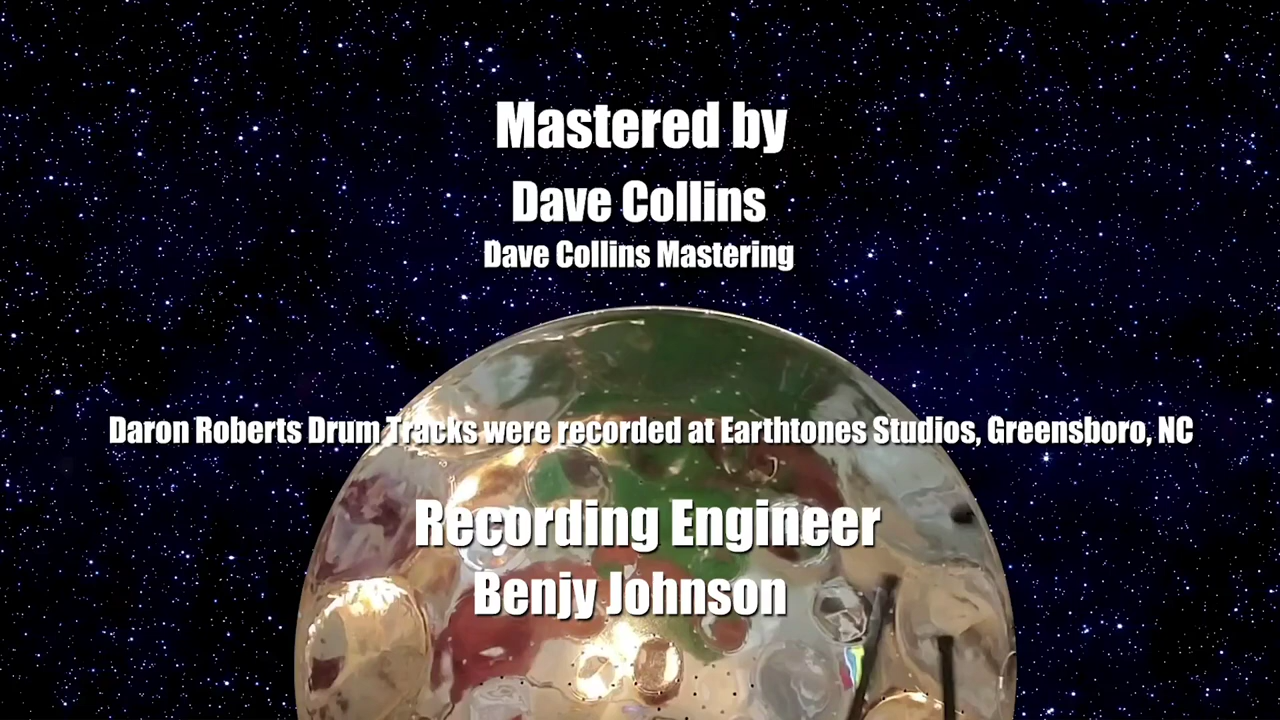 Mastered by
Dave Collins
Dave Collins Mastering
Daron Roberts Drum Tracks were recorded at Earthtones Studios, Greensboro, NC
Recording Engineer
Benjy Johnson